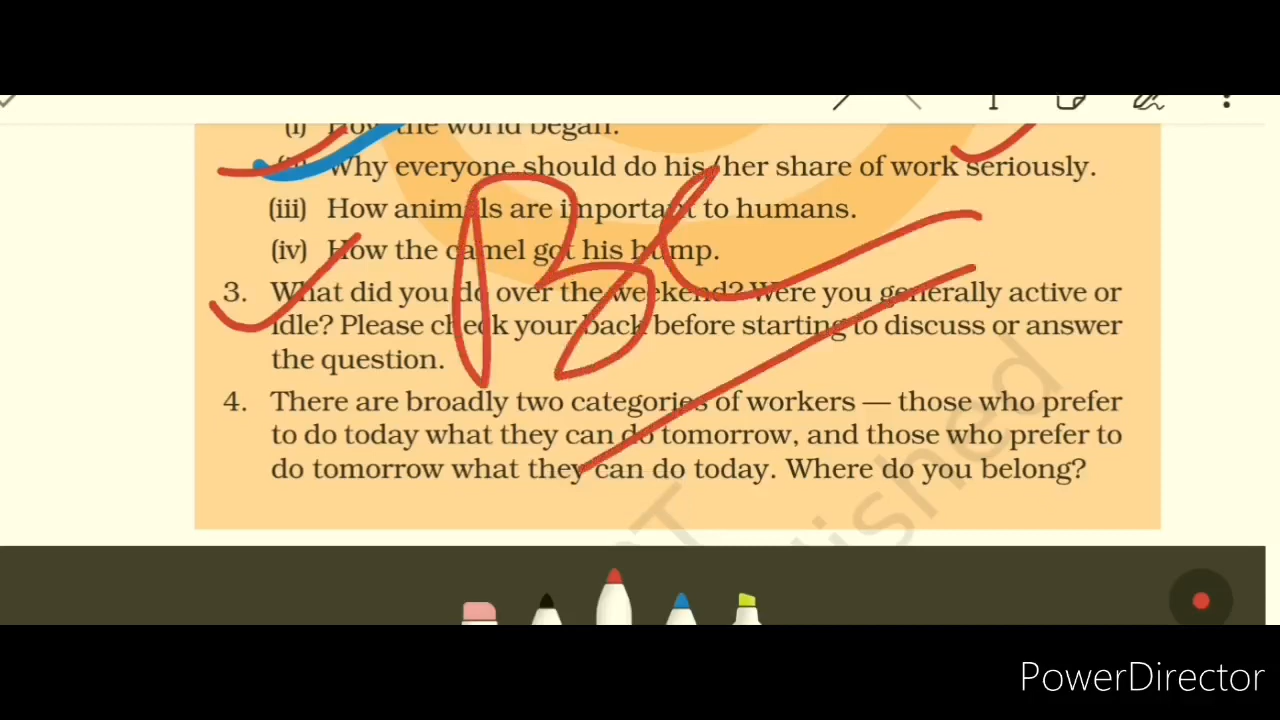 (i) How the world began.
(ii) Why everyone should do his/her share of work seriously.
(iii) How animals are important to humans.
(iv) How the camel got his hump.
3. What did you do over the weekend? Were you generally active or
idle? Please check your back before starting to discuss or answer
the question.
4. There are broadly two categories of workers — those who prefer
to do today what they can do tomorrow, and those who prefer to
do tomorrow what they can do today. Where do you belong?
PowerDirector